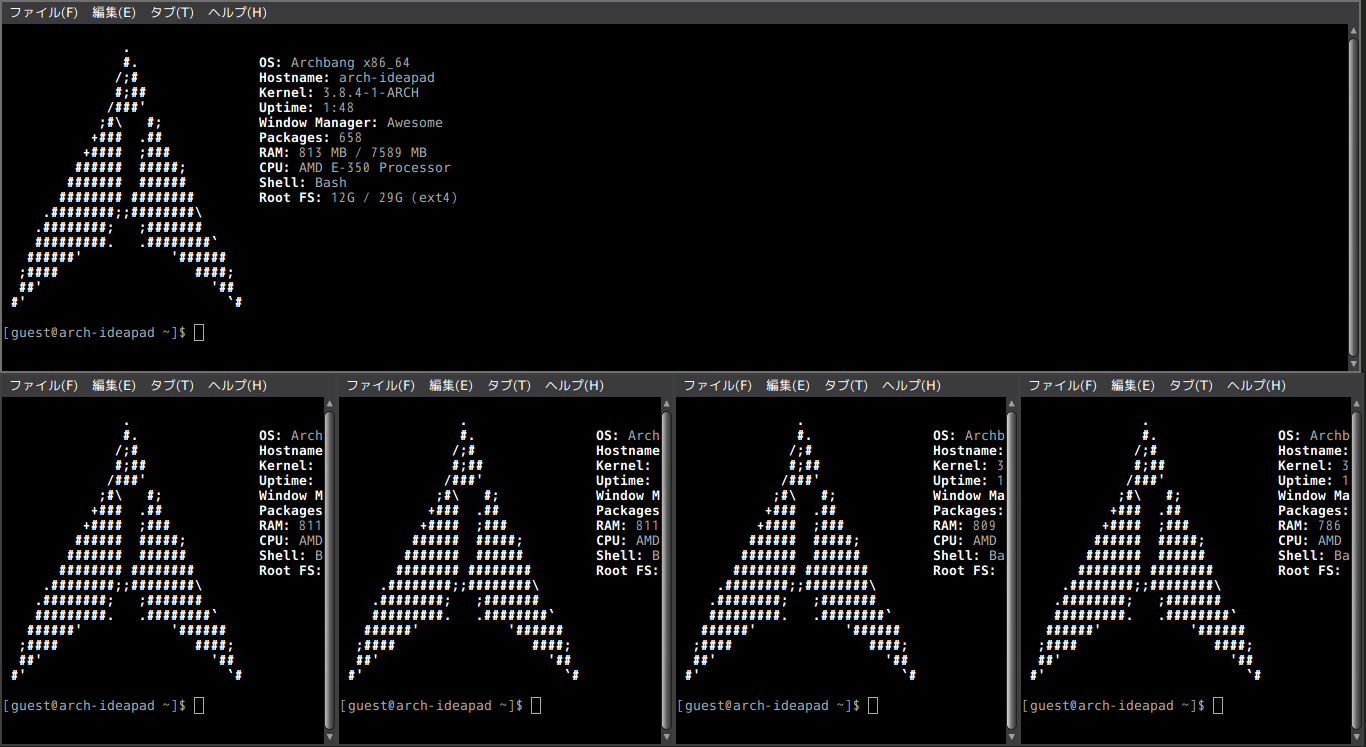 ファイル(F) 編集(E) タブ(T) ヘルプ(H)
OS: Archbang x86_64
Hostname: arch-ideapad
Kernel: 3.8.4-1-ARCH
Uptime: 1:48
Window Manager: Awesome
Packages: 658
RAM: 813 MB / 7589 MB
CPU: AMD E-350 Processor
Shell: Bash
Root FS: 12G / 29G (ext4)
[guest@arch-ideapad ~]$
ファイル(F) 編集(E) タブ(T) ヘルプ(H)
OS: Arch
Hostname
Kernel:
Uptime:
Window M
Packages
RAM: 811
CPU: AMD
Shell: B
Root FS:
[guest@arch-ideapad ~]$
ファイル(F) 編集(E) タブ(T) ヘルプ(H)
OS: Arch
Hostname
Kernel:
Uptime:
Window M
Packages
RAM: 811
CPU: AMD
Shell: B
Root FS:
[guest@arch-ideapad ~]$
ファイル(F) 編集(E) タブ(T) ヘルプ(H)
OS: Archb
Hostname:
Kernel: 3
Uptime: 1
Window Ma
Packages:
RAM: 809
CPU: AMD
Shell: Ba
Root FS:
[guest@arch-ideapad ~]$
ファイル(F) 編集(E) タブ(T) ヘルプ(H)
OS: Archb
Hostname:
Kernel: 3
Uptime: 1
Window Ma
Packages:
RAM: 786
CPU: AMD
Shell: Ba
Root FS:
[guest@arch-ideapad ~]$